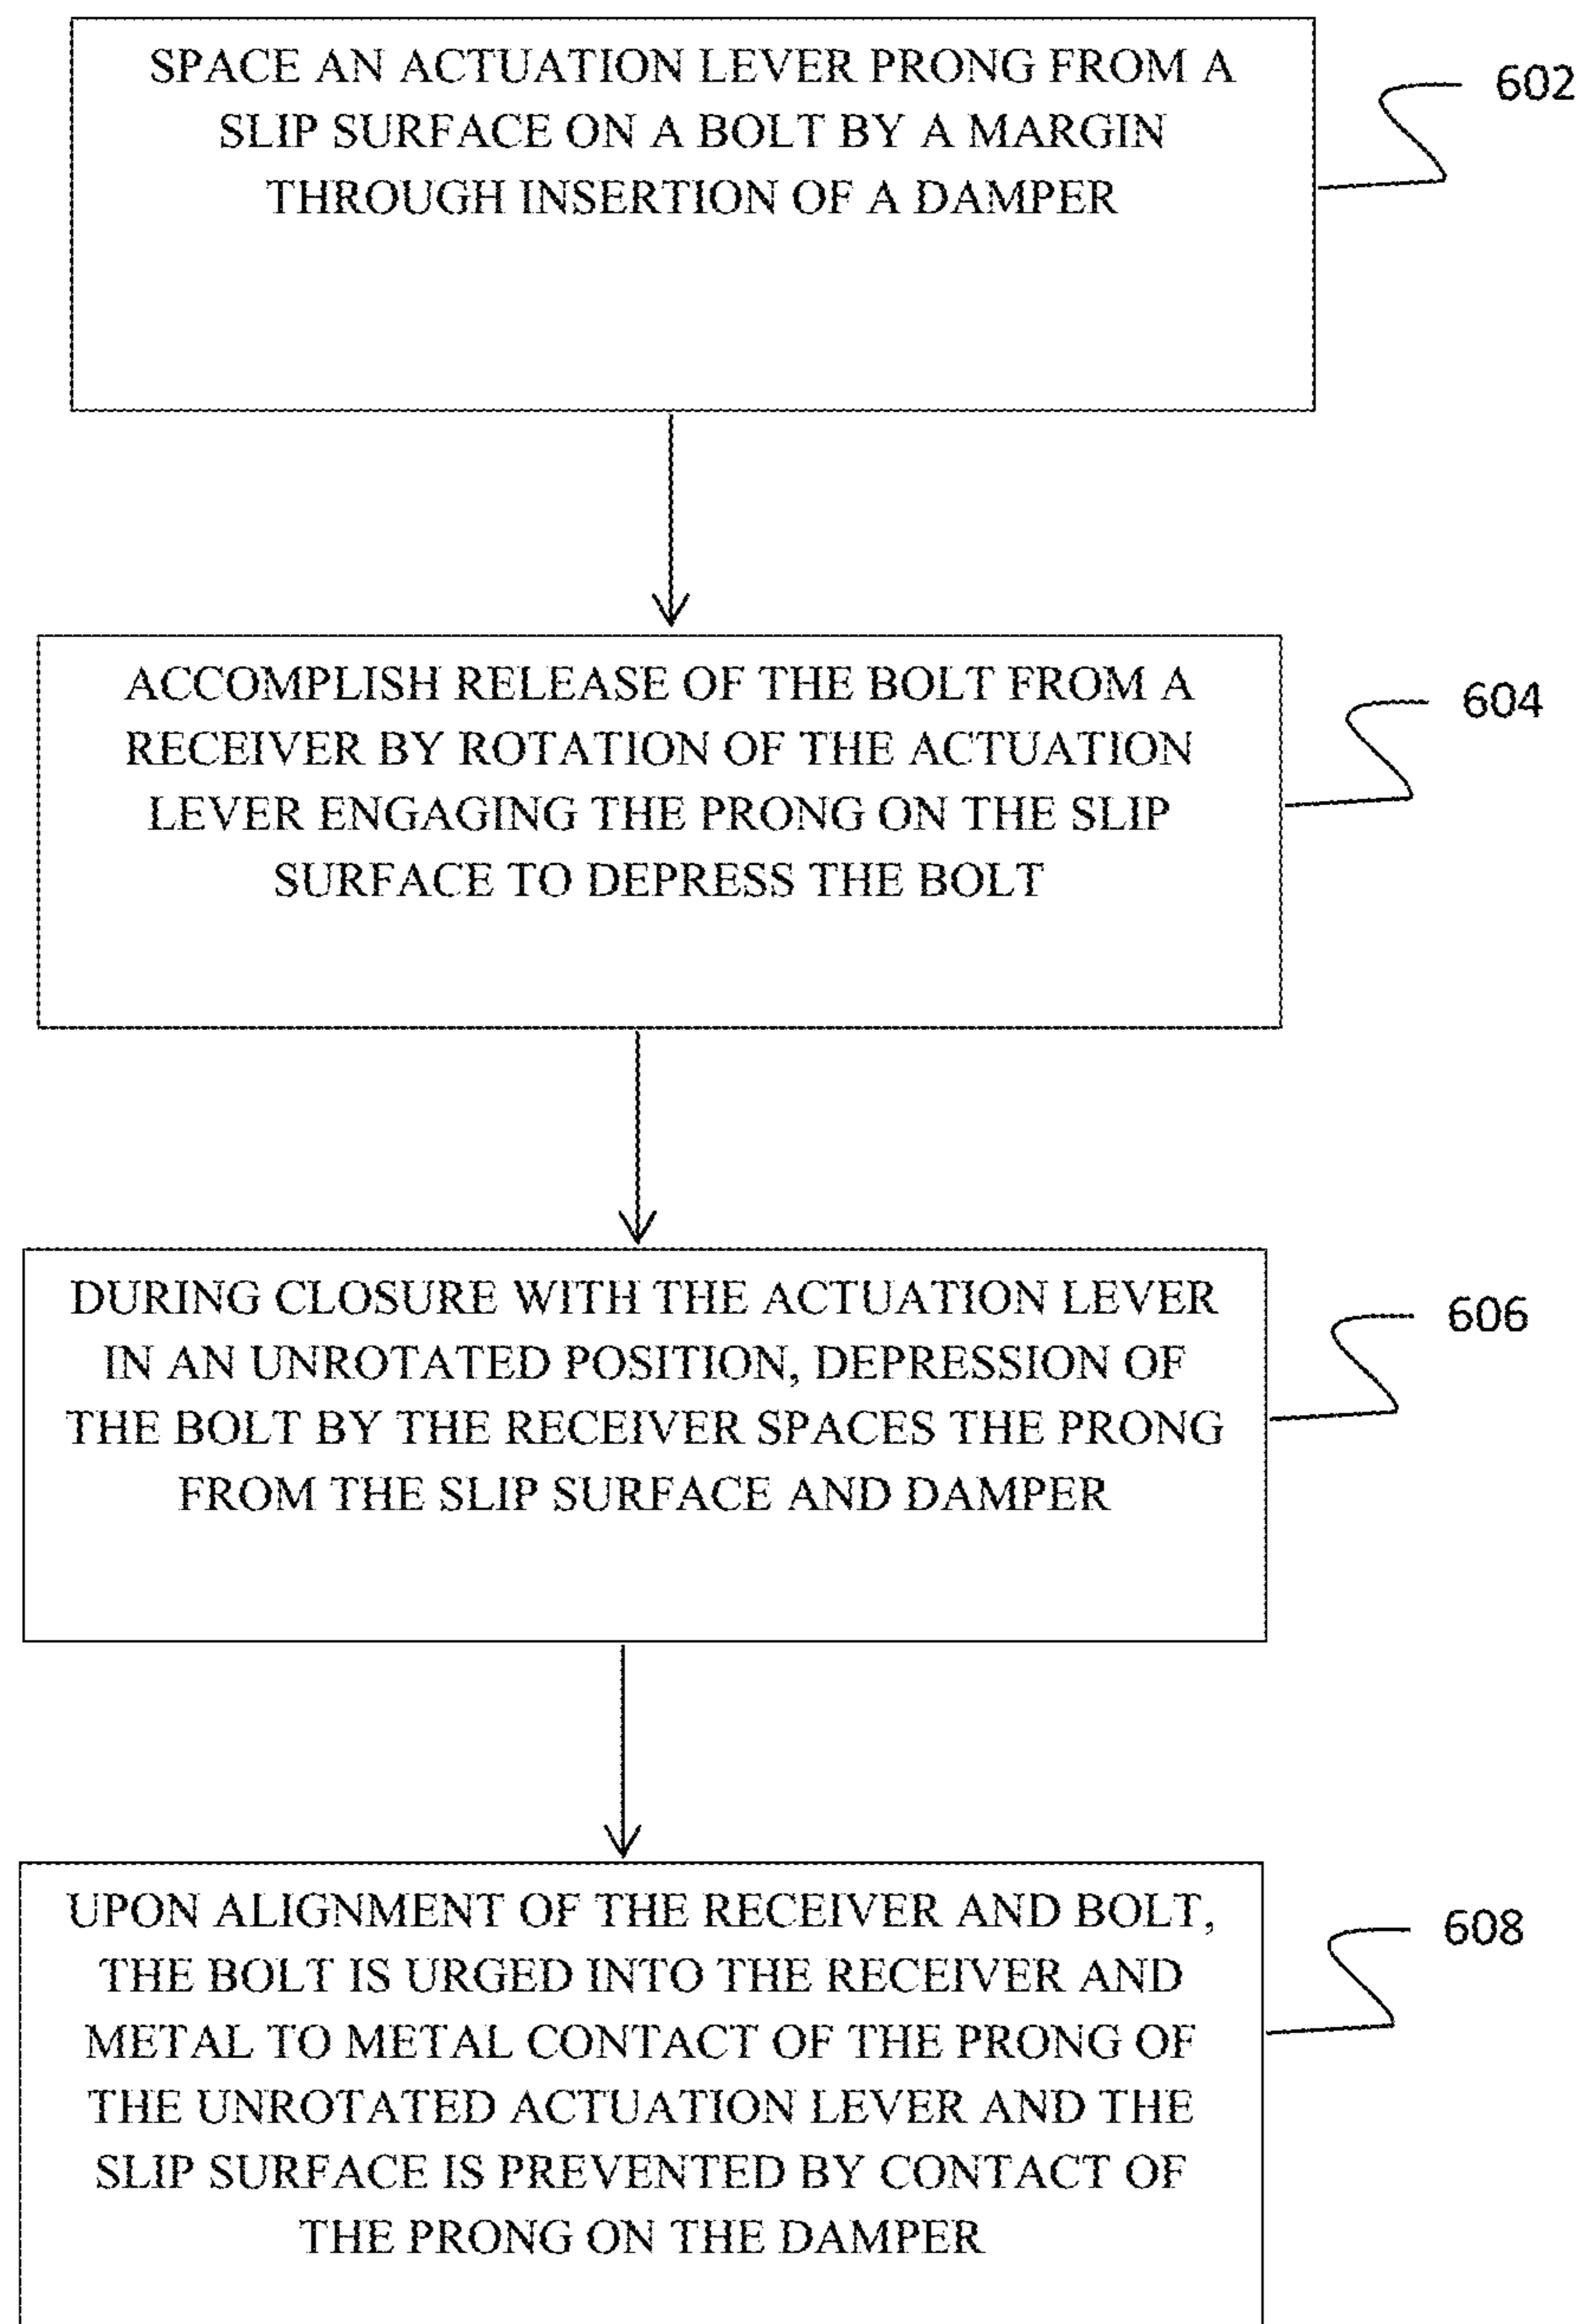 SPACE AN ACTUATION LEVER PRONG FROM A
SLIP SURFACE ON A BOLT BY A MARGIN
THROUGH INSERTION OF A DAMPER
602
ACCOMPLISH RELEASE OF THE BOLT FROM A
RECEIVER BY ROTATION OF THE ACTUATION
LEVER ENGAGING THE PRONG ON THE SLIP
SURFACE TO DEPRESS THE BOLT
604
DURING CLOSURE WITH THE ACTUATION LEVER
IN AN UNROTATED POSITION, DEPRESSION OF
THE BOLT BY THE RECEIVER SPACES THE PRONG
FROM THE SLIP SURFACE AND DAMPER
606
UPON ALIGNMENT OF THE RECEIVER AND BOLT,
THE BOLT IS URGED INTO THE RECEIVER AND
METAL TO METAL CONTACT OF THE PRONG OF
THE UNROTATED ACTUATION LEVER AND THE
SLIP SURFACE IS PREVENTED BY CONTACT OF
THE PRONG ON THE DAMPER
608